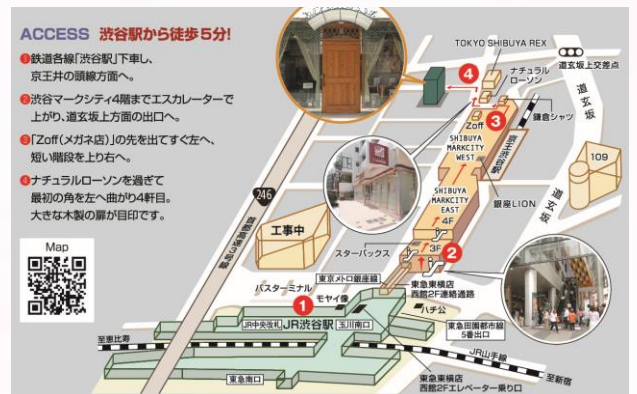 ACCESS 渋谷駅から徒歩5分!
❶鉄道各線「渋谷駅」下車し、
京王井の頭線方面へ。
❷渋谷マークシティ4階までエスカレーターで
上がり、道玄坂上方面の出口へ。
❸「Zoff(メガネ店)」の先を出てすぐ左へ、
短い階段を上り右へ。
❹ナチュラルローソンを過ぎて
最初の角を左へ曲がり4軒目。
大きな木製の扉が目印です。
Map
TOKYO SHIBUYA REX
4
ナチュラル
ローソン
道玄坂上交差点
3
鎌倉シャツ
道玄坂
Zoff
SHIBUYA
MARKCITY
WEST
京王渋谷駅
109
道玄坂
246
首都高速3号線
SHIBUYA
MARKCITY
EAST
銀座LION
4F
工事中
スターバックス
3F
2
東京メトロ銀座線
バスターミナル
モヤイ像
1
東急東横店
西館2F連絡通路
ハチ公
JR中央改札
JR渋谷駅
玉川南口
東急田園都市線
5番出口
至恵比寿
JR山手線
東急南口
東急東横店
西館2Fエレベーター乗り口
至新宿